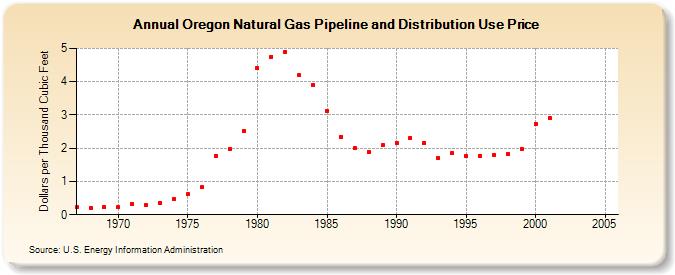 Annual Oregon Natural Gas Pipeline and Distribution Use Price
Dollars per Thousand Cubic Feet
5
4
3
2
1
0
1970 1975 1980 1985 1990 1995 2000 2005
Source: U.S. Energy Information Administration